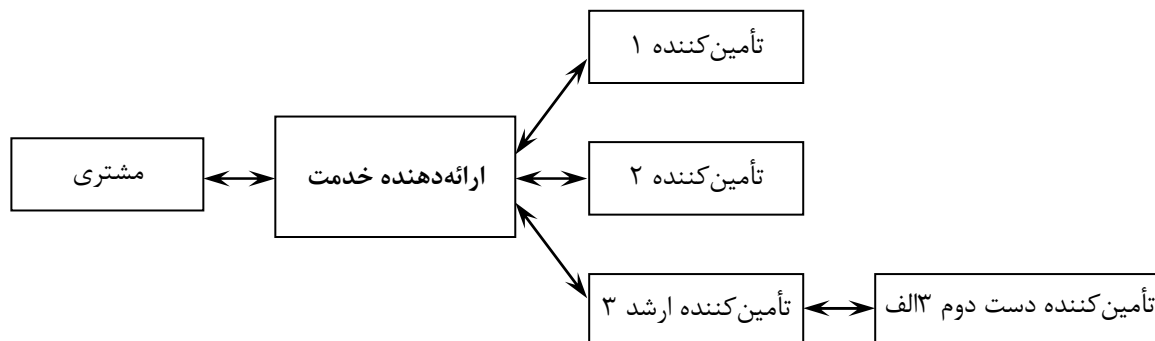 تأمین‌کننده ۱
ارائه‌دهنده خدمت
مشتری
تأمین‌کننده ۲
تأمین‌کننده ارشد ۳
تأمین‌کننده دست دوم ۳الف